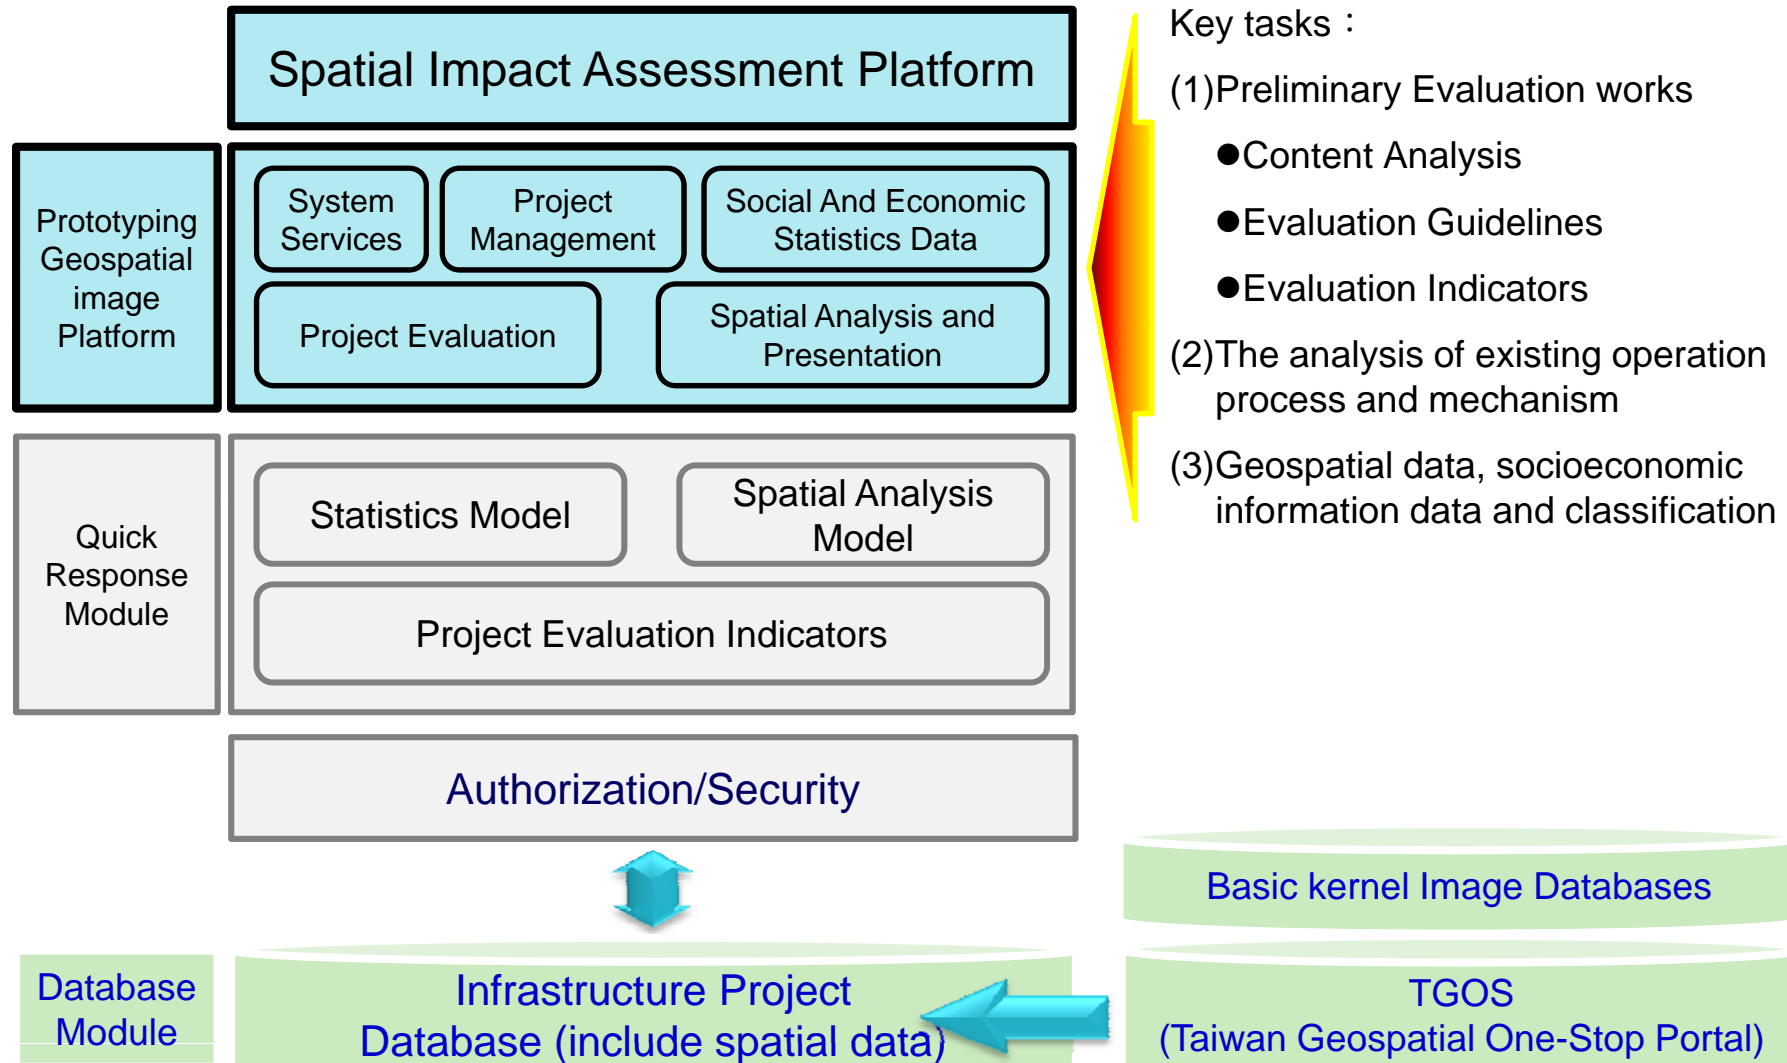 Spatial Impact Assessment Platform
Prototyping
Geospatial
image
Platform
System
Services
Project
Management
Social And Economic
Statistics Data
Project Evaluation
Spatial Analysis and
Presentation
Quick
Response
Module
Statistics Model
Spatial Analysis
Model
Project Evaluation Indicators
Authorization/Security
Database
Module
Infrastructure Project
Database (include spatial data)
Key tasks：
(1)Preliminary Evaluation works
●Content Analysis
●Evaluation Guidelines
●Evaluation Indicators
(2)The analysis of existing operation
process and mechanism
(3)Geospatial data, socioeconomic
information data and classification
Basic kernel Image Databases
TGOS
(Taiwan Geospatial One-Stop Portal)